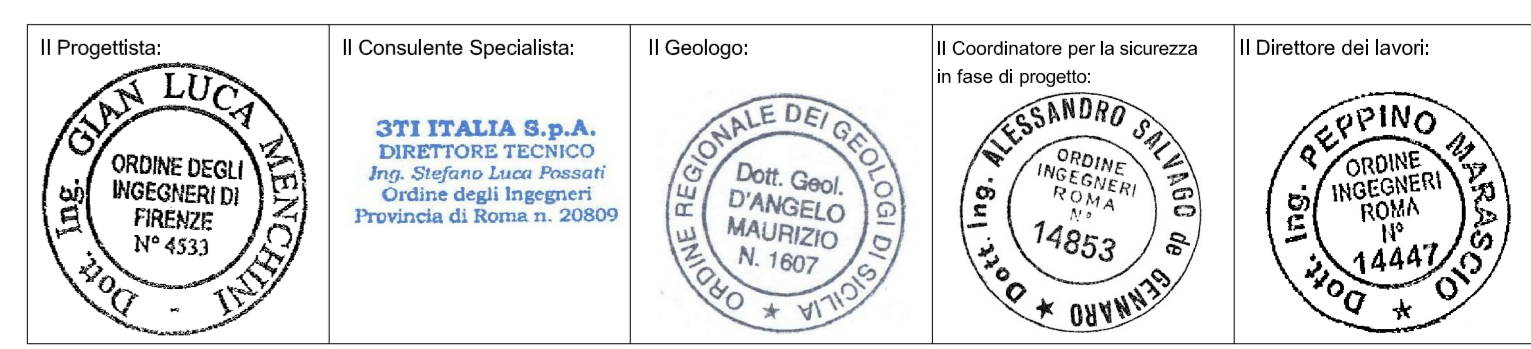 Il Progettista:
Dott. Ing. GIAN LUCA MENCHINI -
ORDINE DEGLI
INGEGNERI DI
FIRENZE
N° 4533
Il Consulente Specialista:
3TI ITALIA S.p.A.
DIRETTORE TECNICO
Ing. Stefano Luca Possati
Ordine degli Ingegneri
Provincia di Roma n. 20809
Il Geologo:
ORDINE REGIONALE DEI GEOLOGI DI SICILIA ★
Dott. Geol.
D'ANGELO
MAURIZIO
N. 1607
Il Coordinatore per la sicurezza
in fase di progetto:
Dott. Ing. ALESSANDRO SALVAGO de GENNARO ★
ORDINE
INGEGNERI
ROMA
N°
14853
Il Direttore dei lavori:
Dott. Ing. PEPPINO MARASCIO ★
ORDINE
INGEGNERI
ROMA
N°
14447